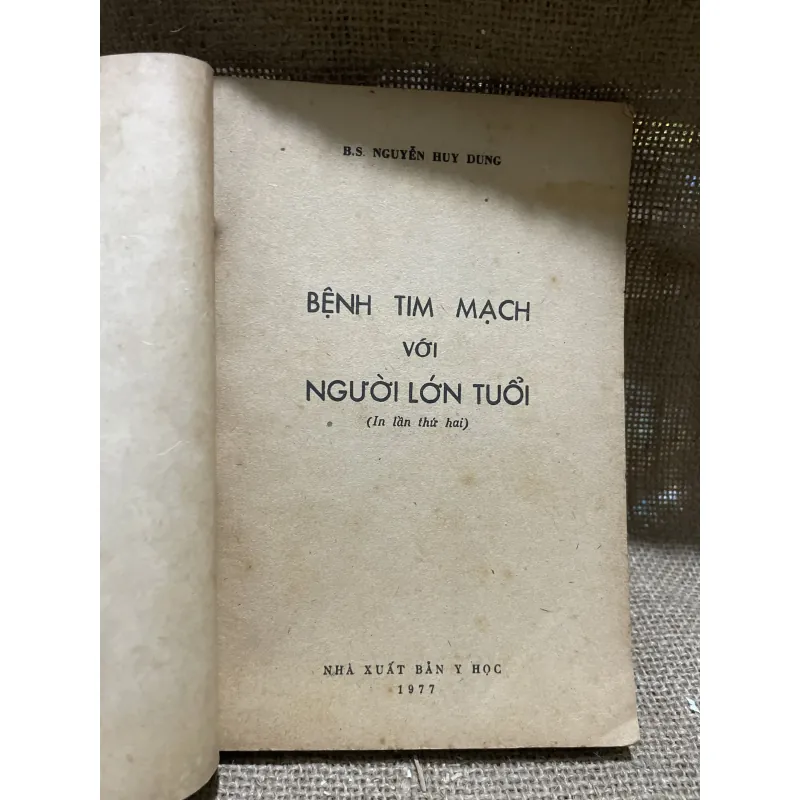 B.S. NGUYỄN HUY DUNG
BỆNH TIM MẠCH
VỚI
NGƯỜI LỚN TUỔI
(In lần thứ hai)
NHÀ XUẤT BẢN Y HỌC
1977